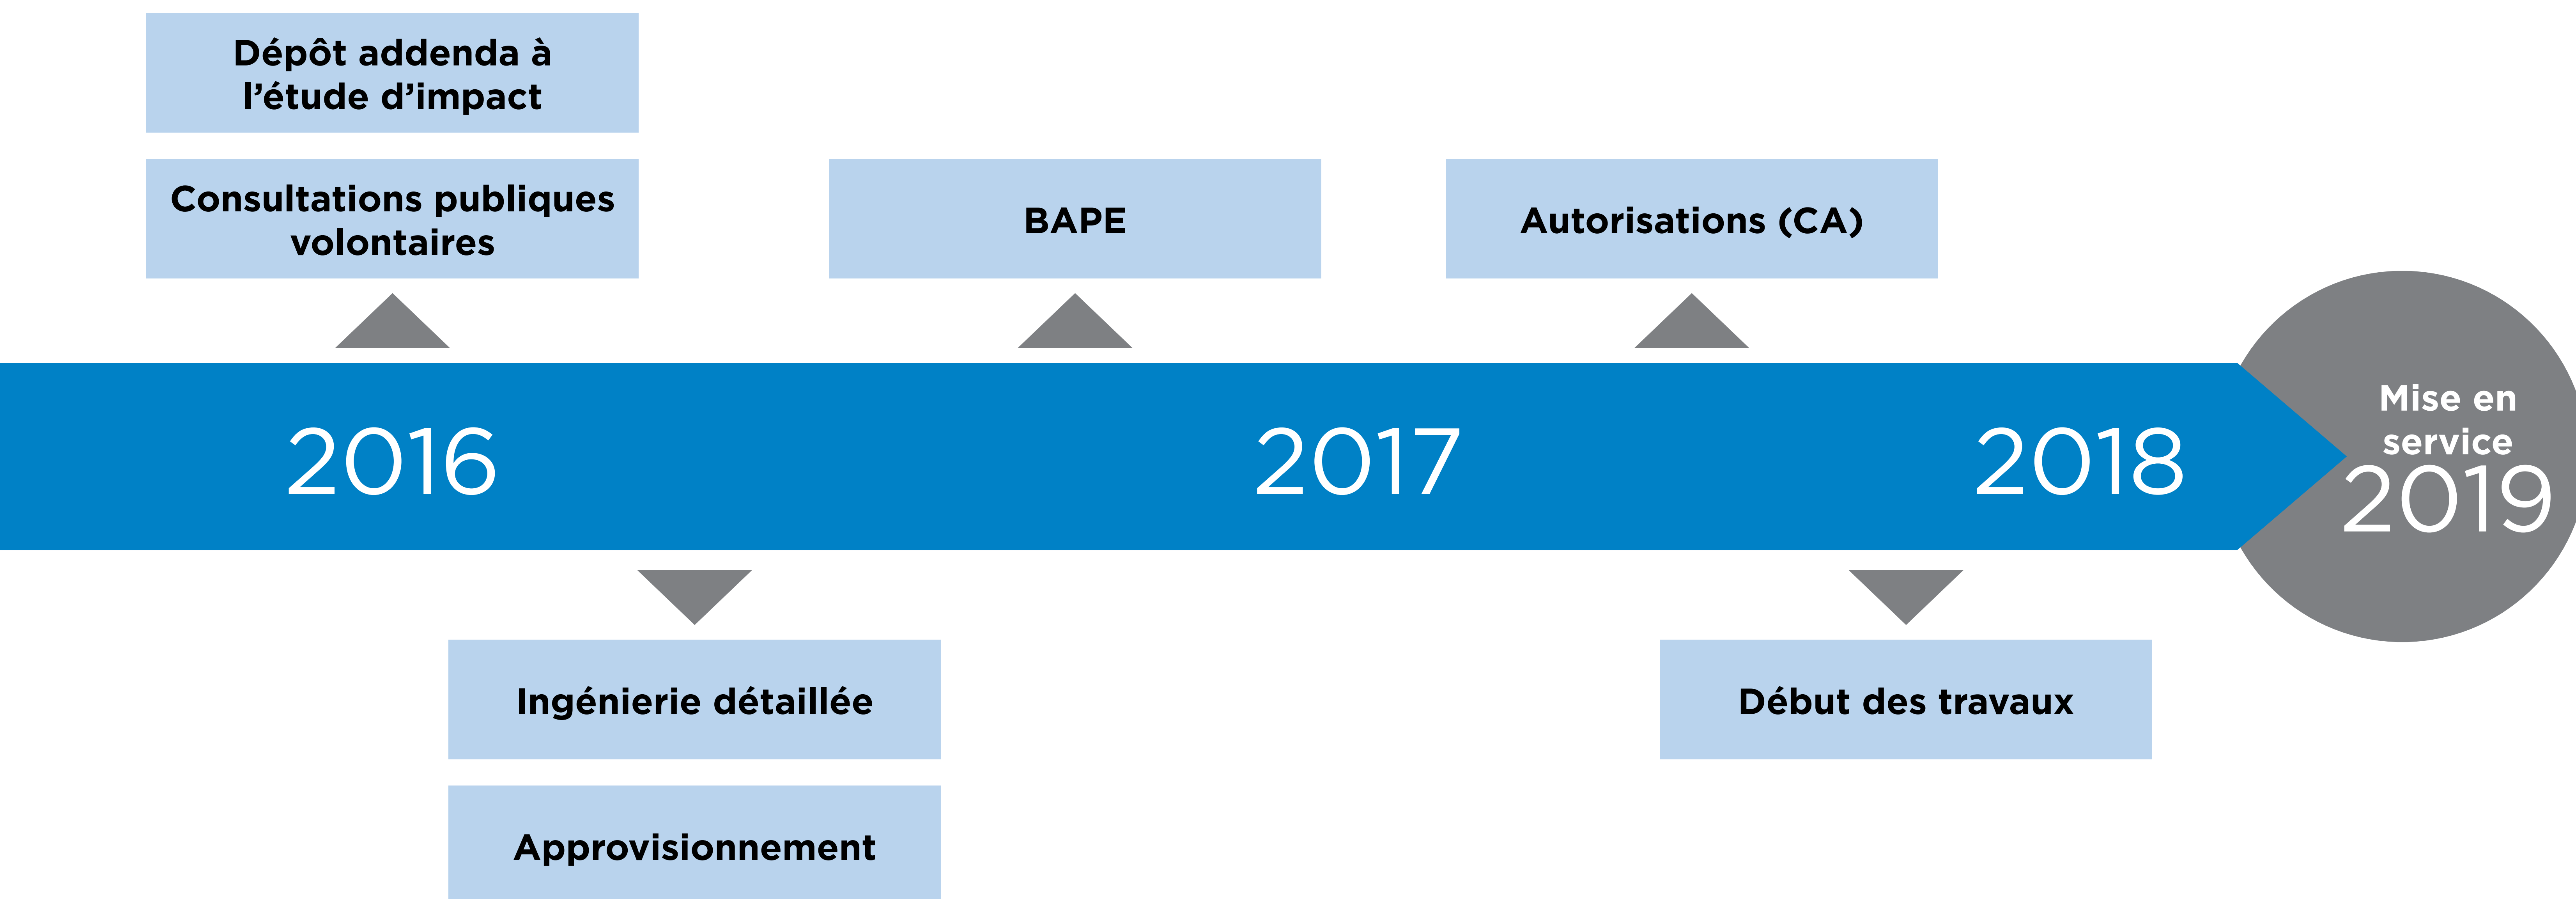 Dépôt addenda à
l’étude d’impact
Consultations publiques
volontaires
BAPE
Autorisations (CA)
2016
2017
2018
Mise en
service
2019
Ingénierie détaillée
Approvisionnement
Début des travaux